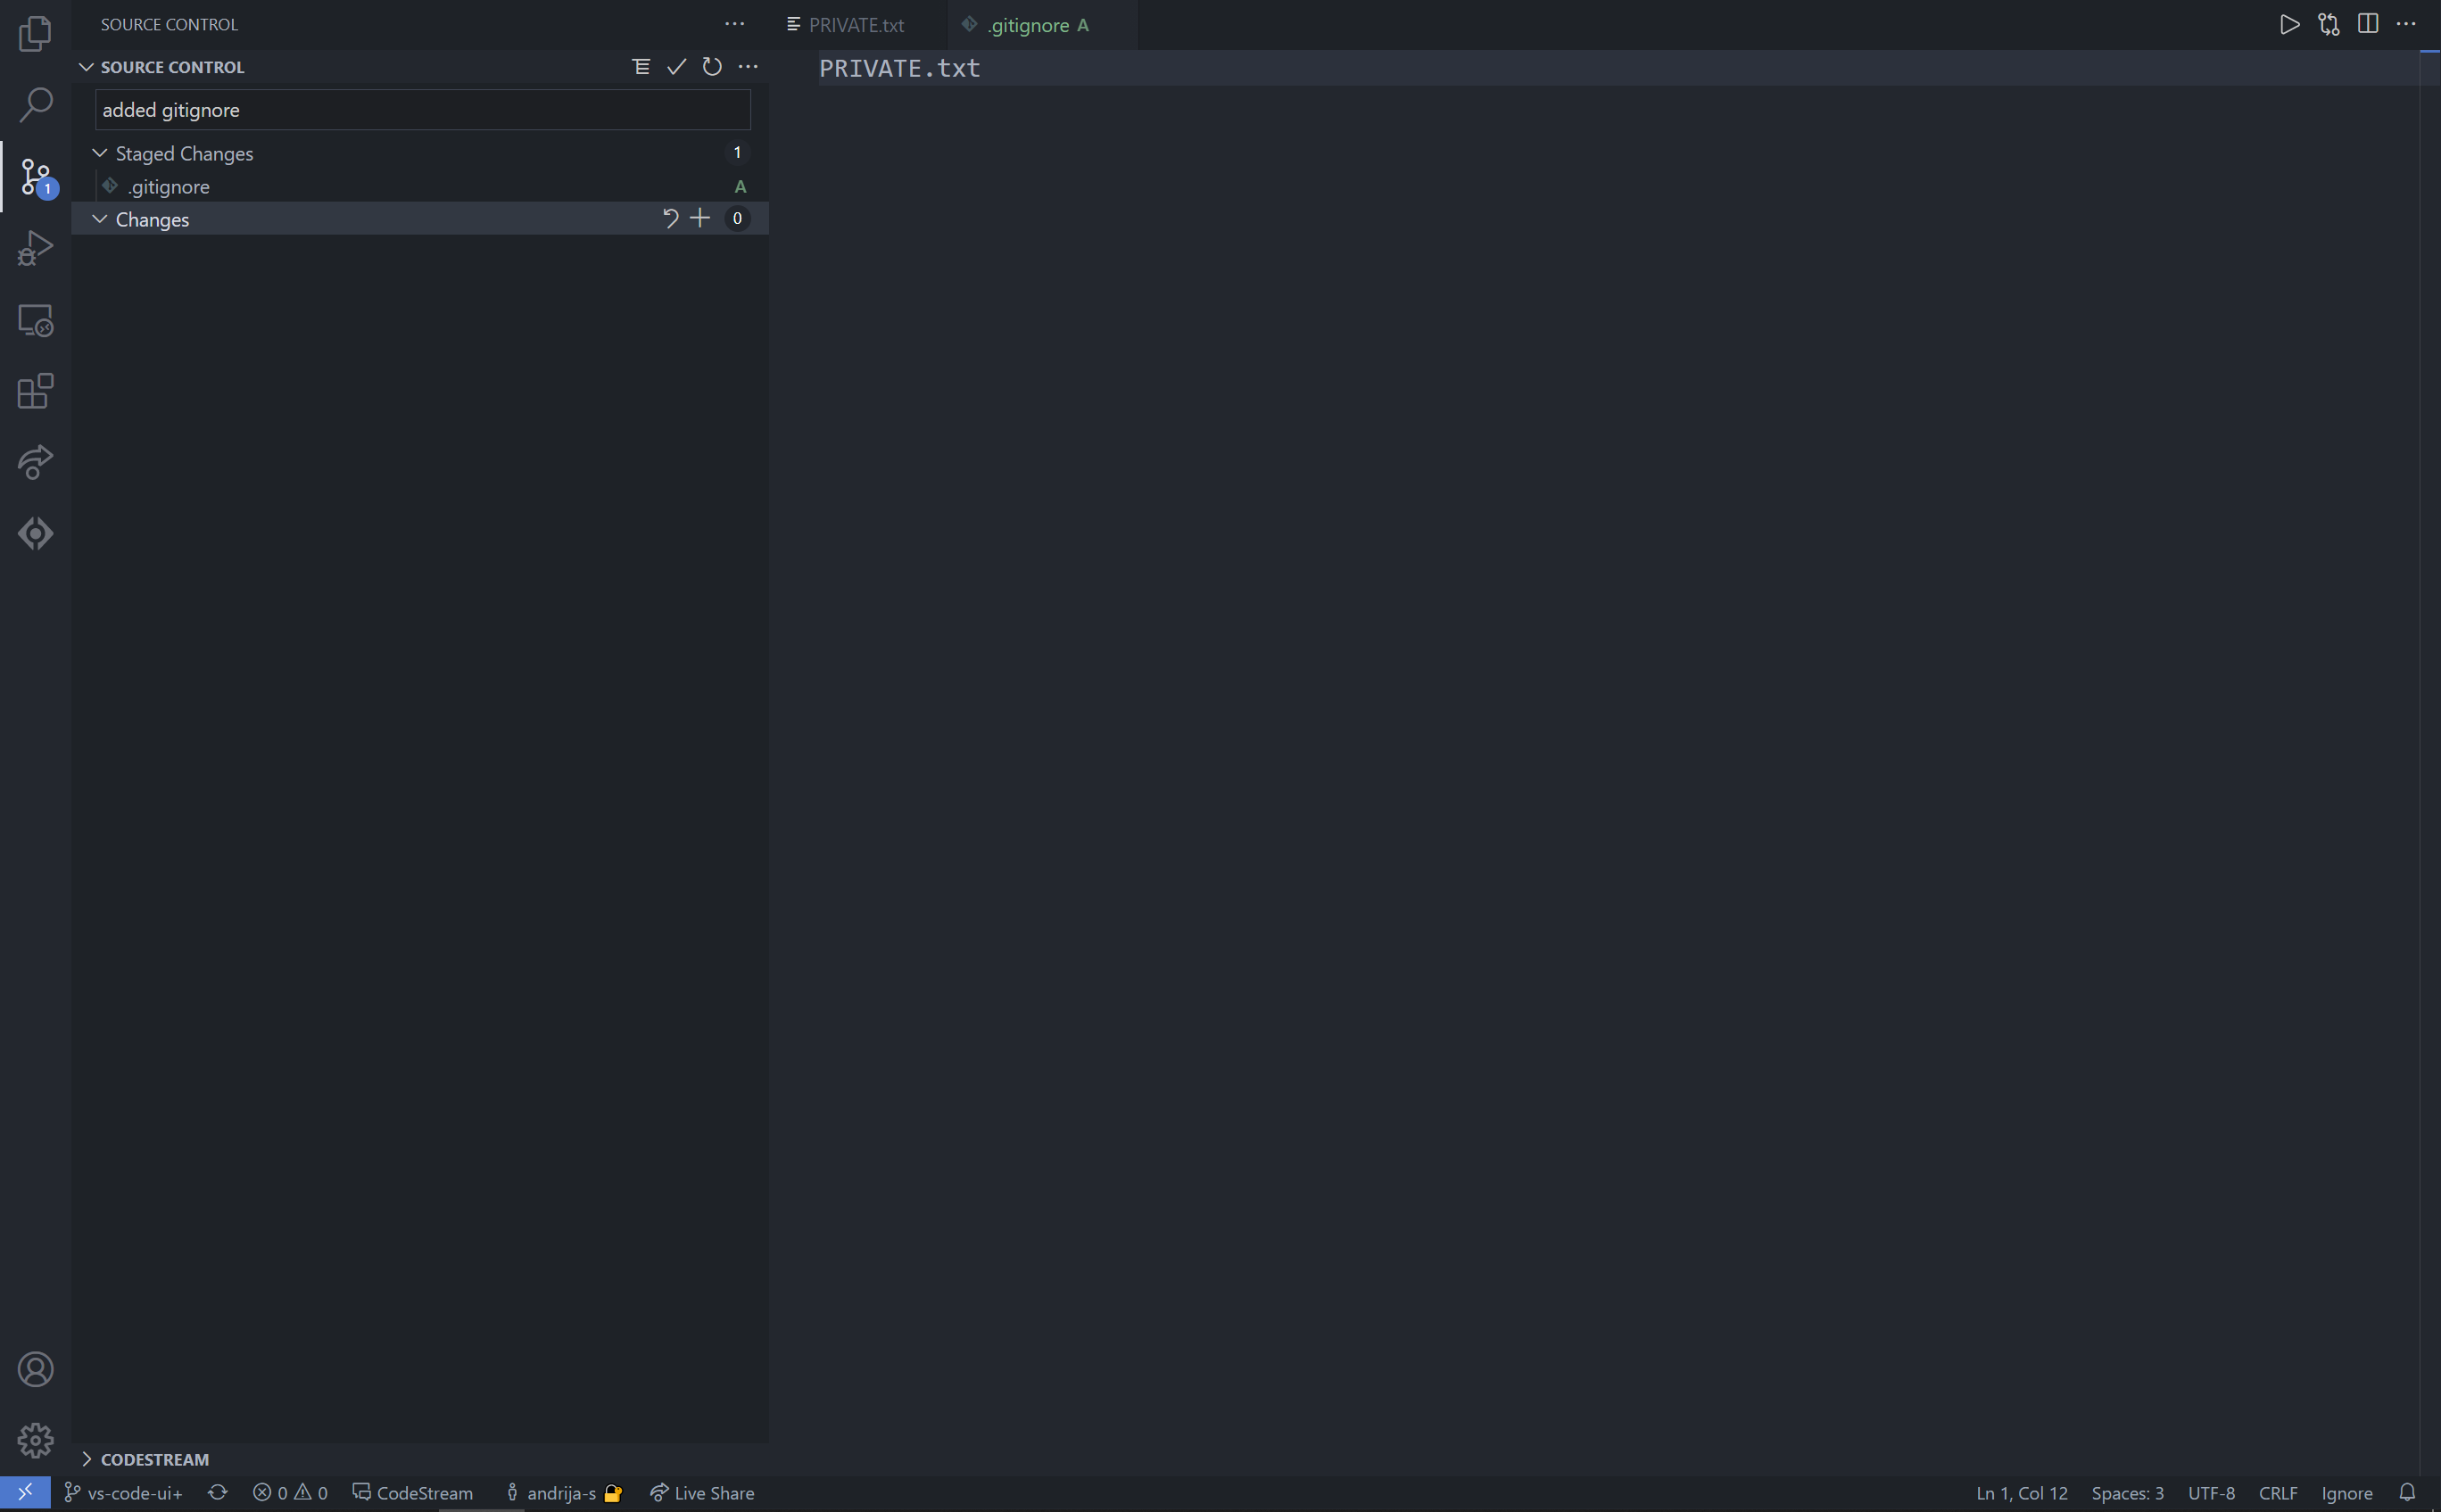 SOURCE CONTROL
PRIVATE.txt
.gitignore A
SOURCE CONTROL
added gitignore
Staged Changes 1
.gitignore A
Changes 0
PRIVATE.txt
1
CODESTREAM
vs-code-ui+ 0 0 CodeStream andrija-s Live Share Ln 1, Col 12 Spaces: 3 UTF-8 CRLF Ignore